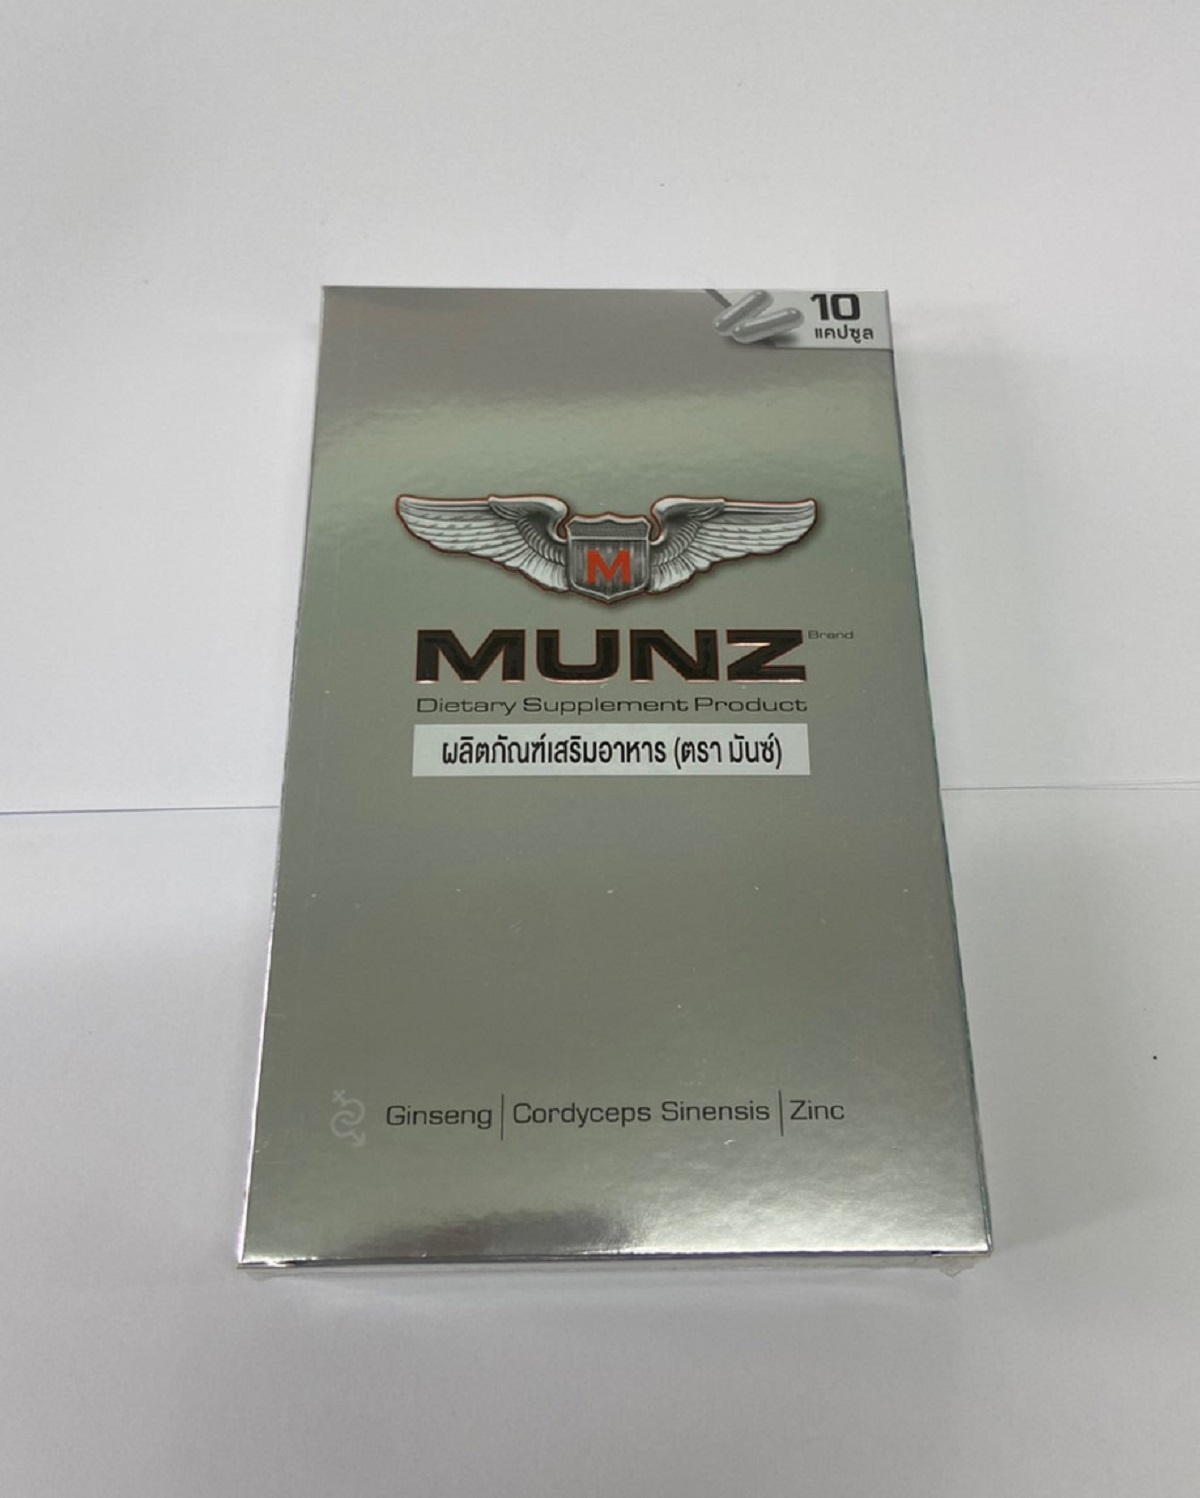 10
แคปซูล
M
MUNZ Brand
Dietary Supplement Product
ผลิตภัณฑ์เสริมอาหาร (ตรา มันซ์)
Ginseng | Cordyceps Sinensis | Zinc